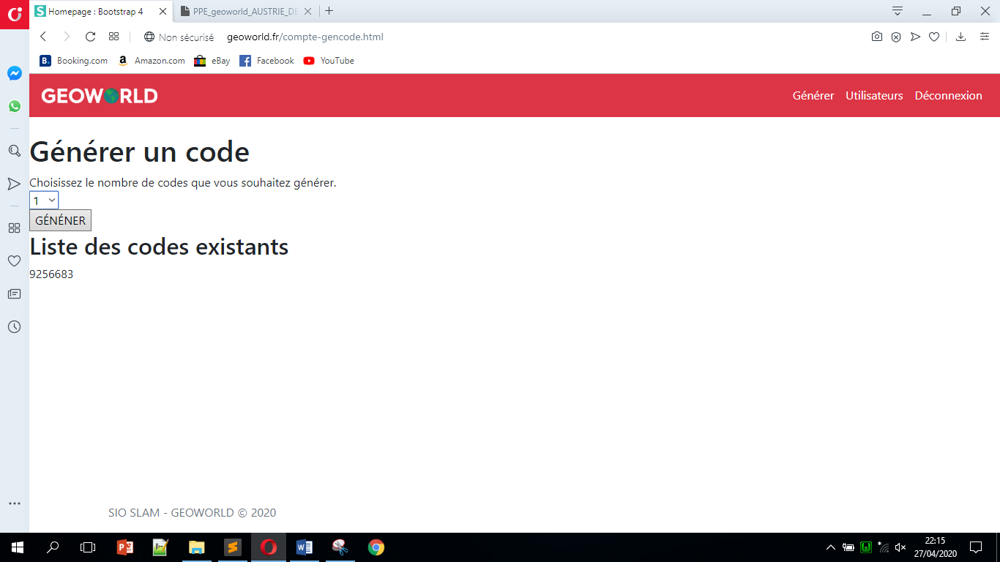 Homepage : Bootstrap 4
PPE_geoworld_AUSTRIE_DE
Non sécurisé
geoworld.fr/compte-gencode.html
B. Booking.com
a Amazon.com
eBay
Facebook
YouTube
GEOWORLD
Générer
Utilisateurs
Déconnexion
Générer un code
Choisissez le nombre de codes que vous souhaitez générer.
1
GÉNÉNER
Liste des codes existants
9256683
SIO SLAM - GEOWORLD © 2020
22:15
27/04/2020